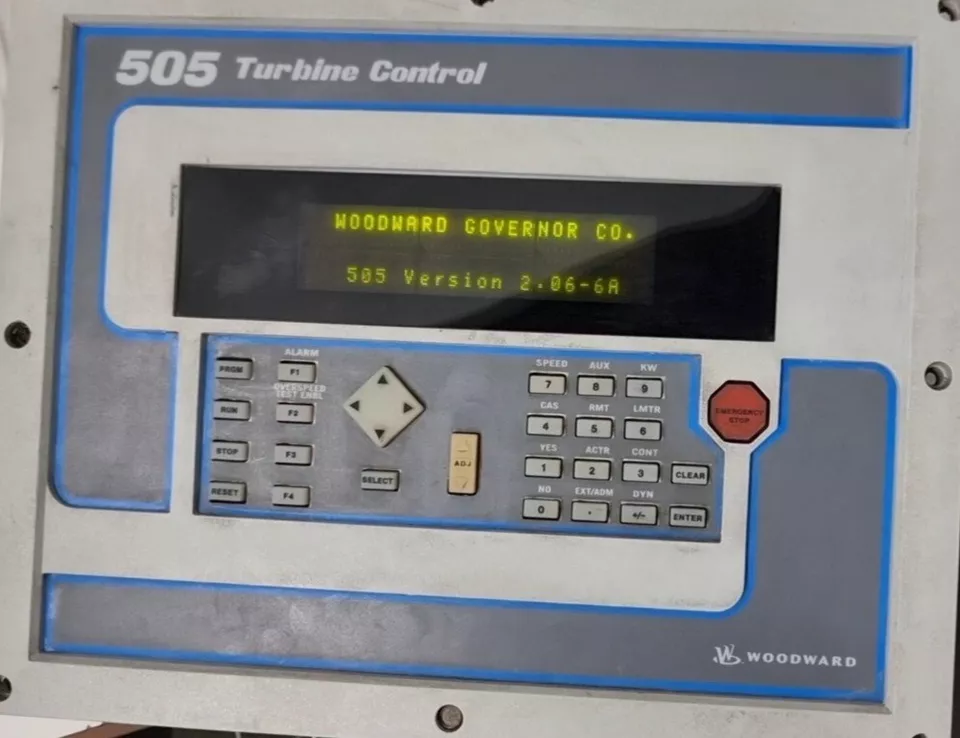 505 Turbine Control
WOODWARD GOVERNOR CO.
505 Version 2.06-6A
PRGM
ALARM
F1
RUN
OVERSPEED
TEST ENBL
F2
STOP
F3
RESET
F4
SELECT
ADJ
SPEED AUX KW
7 8 9
CAS RMT LMTR
4 5 6
YES ACTR CONT
1 2 3 CLEAR
NO EXT/ADM DYN
0 . +/- ENTER
EMERGENCY
STOP
W WOODWARD